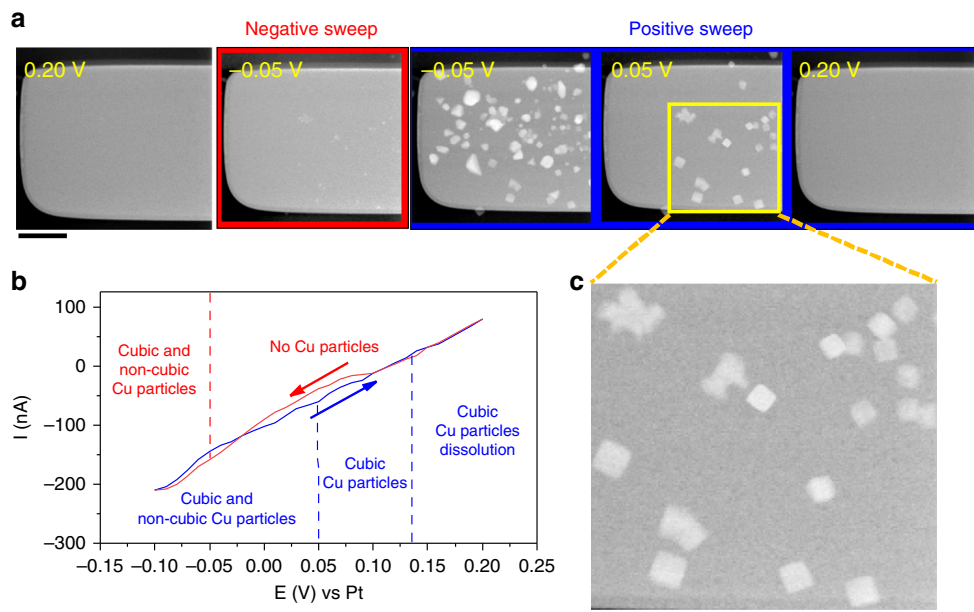 a
Negative sweep
Positive sweep
0.20 V
–0.05 V
–0.05 V
0.05 V
0.20 V
b
c
100
0
–100
–200
–300
I (nA)
Cubic and
non-cubic
Cu particles
No Cu particles
Cubic
Cu particles
dissolution
Cubic
Cu particles
Cubic and
non-cubic Cu particles
–0.15
–0.10
–0.05
0.00
0.05
0.10
0.15
0.20
0.25
E (V) vs Pt